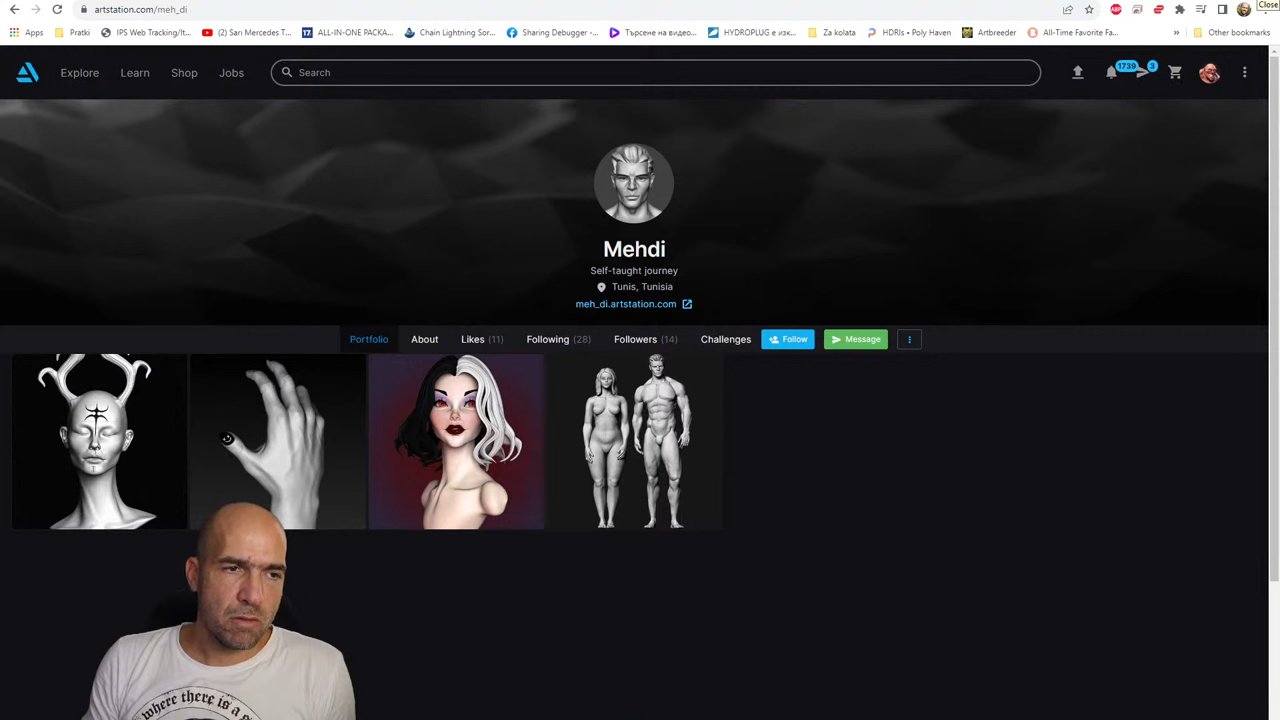 artstation.com/meh_di
Close
Apps
Pratki
IPS Web Tracking/It...
(2) San Mercedes T...
ALL-IN-ONE PACKA...
Chain Lightning Sor...
Sharing Debugger -...
Търсене на видео...
HYDROPLUG е изк...
Za kolata
HDRIs • Poly Haven
Artbreeder
All-Time Favorite Fa...
»
Other bookmarks
Explore
Learn
Shop
Jobs
Search
1739
3
Mehdi
Self-taught journey
Tunis, Tunisia
meh_di.artstation.com
Portfolio
About
Likes (11)
Following (28)
Followers (14)
Challenges
Follow
Message
where there is a